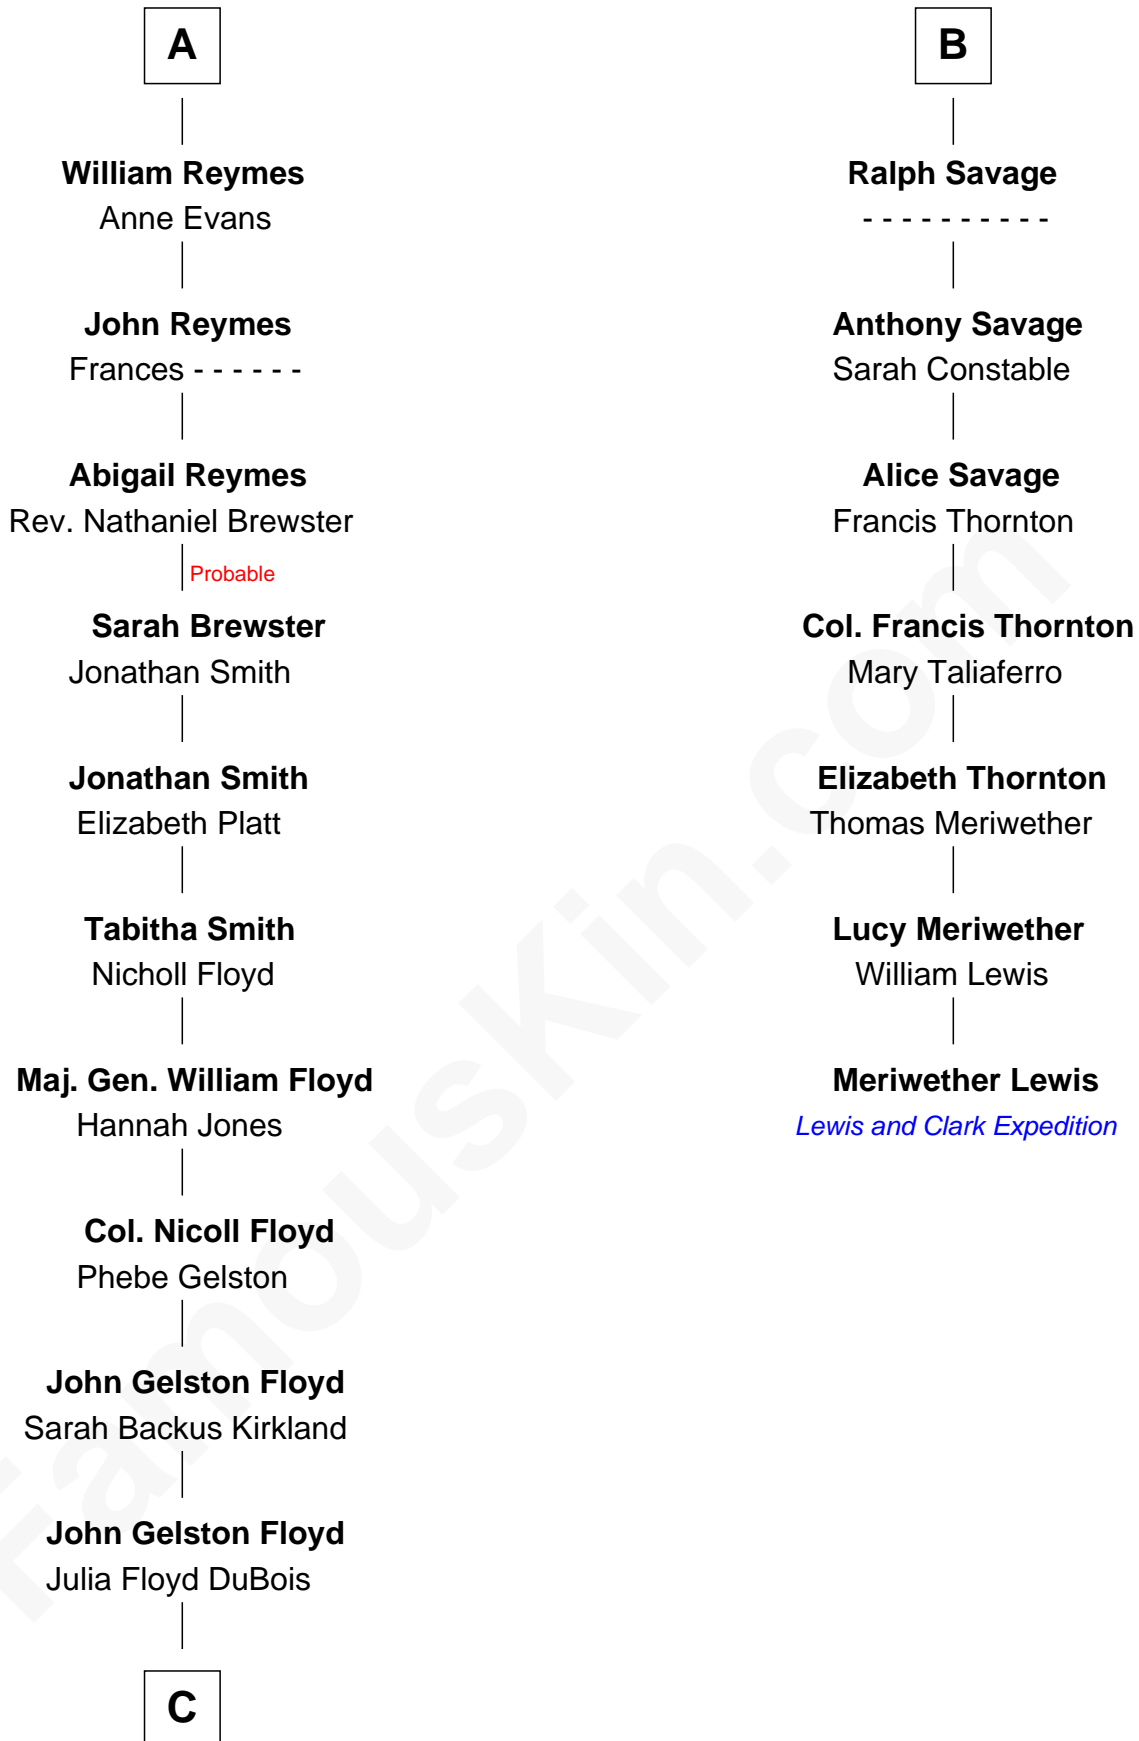 A
William Reymes
Anne Evans
John Reymes
Frances - - - - - -
Abigail Reymes
Rev. Nathaniel Brewster
Probable
Sarah Brewster
Jonathan Smith
Jonathan Smith
Elizabeth Platt
Tabitha Smith
Nicholl Floyd
Maj. Gen. William Floyd
Hannah Jones
Col. Nicoll Floyd
Phebe Gelston
John Gelston Floyd
Sarah Backus Kirkland
John Gelston Floyd
Julia Floyd DuBois
C
B
Ralph Savage
- - - - - - - - - -
Anthony Savage
Sarah Constable
Alice Savage
Francis Thornton
Col. Francis Thornton
Mary Taliaferro
Elizabeth Thornton
Thomas Meriwether
Lucy Meriwether
William Lewis
Meriwether Lewis
Lewis and Clark Expedition
FamousKin.com